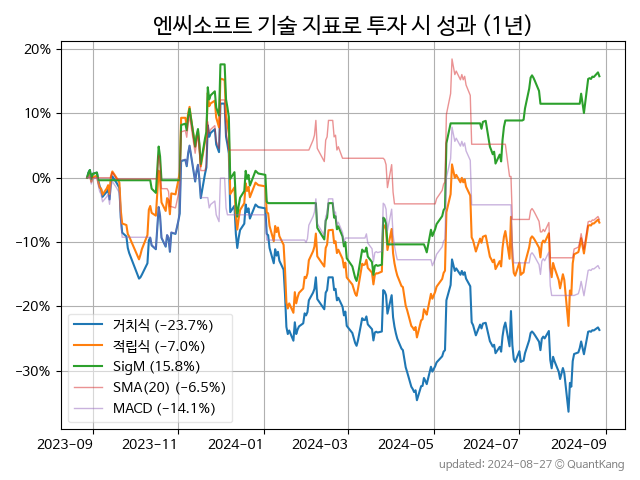 엔씨소프트 기술 지표로 투자 시 성과 (1년)
20%
10%
0%
−10%
−20%
−30%
거치식 (−23.7%)
적립식 (−7.0%)
SigM (15.8%)
SMA(20) (−6.5%)
MACD (−14.1%)
2023-09 2023-11 2024-01 2024-03 2024-05 2024-07 2024-09
updated: 2024-08-27 © QuantKang